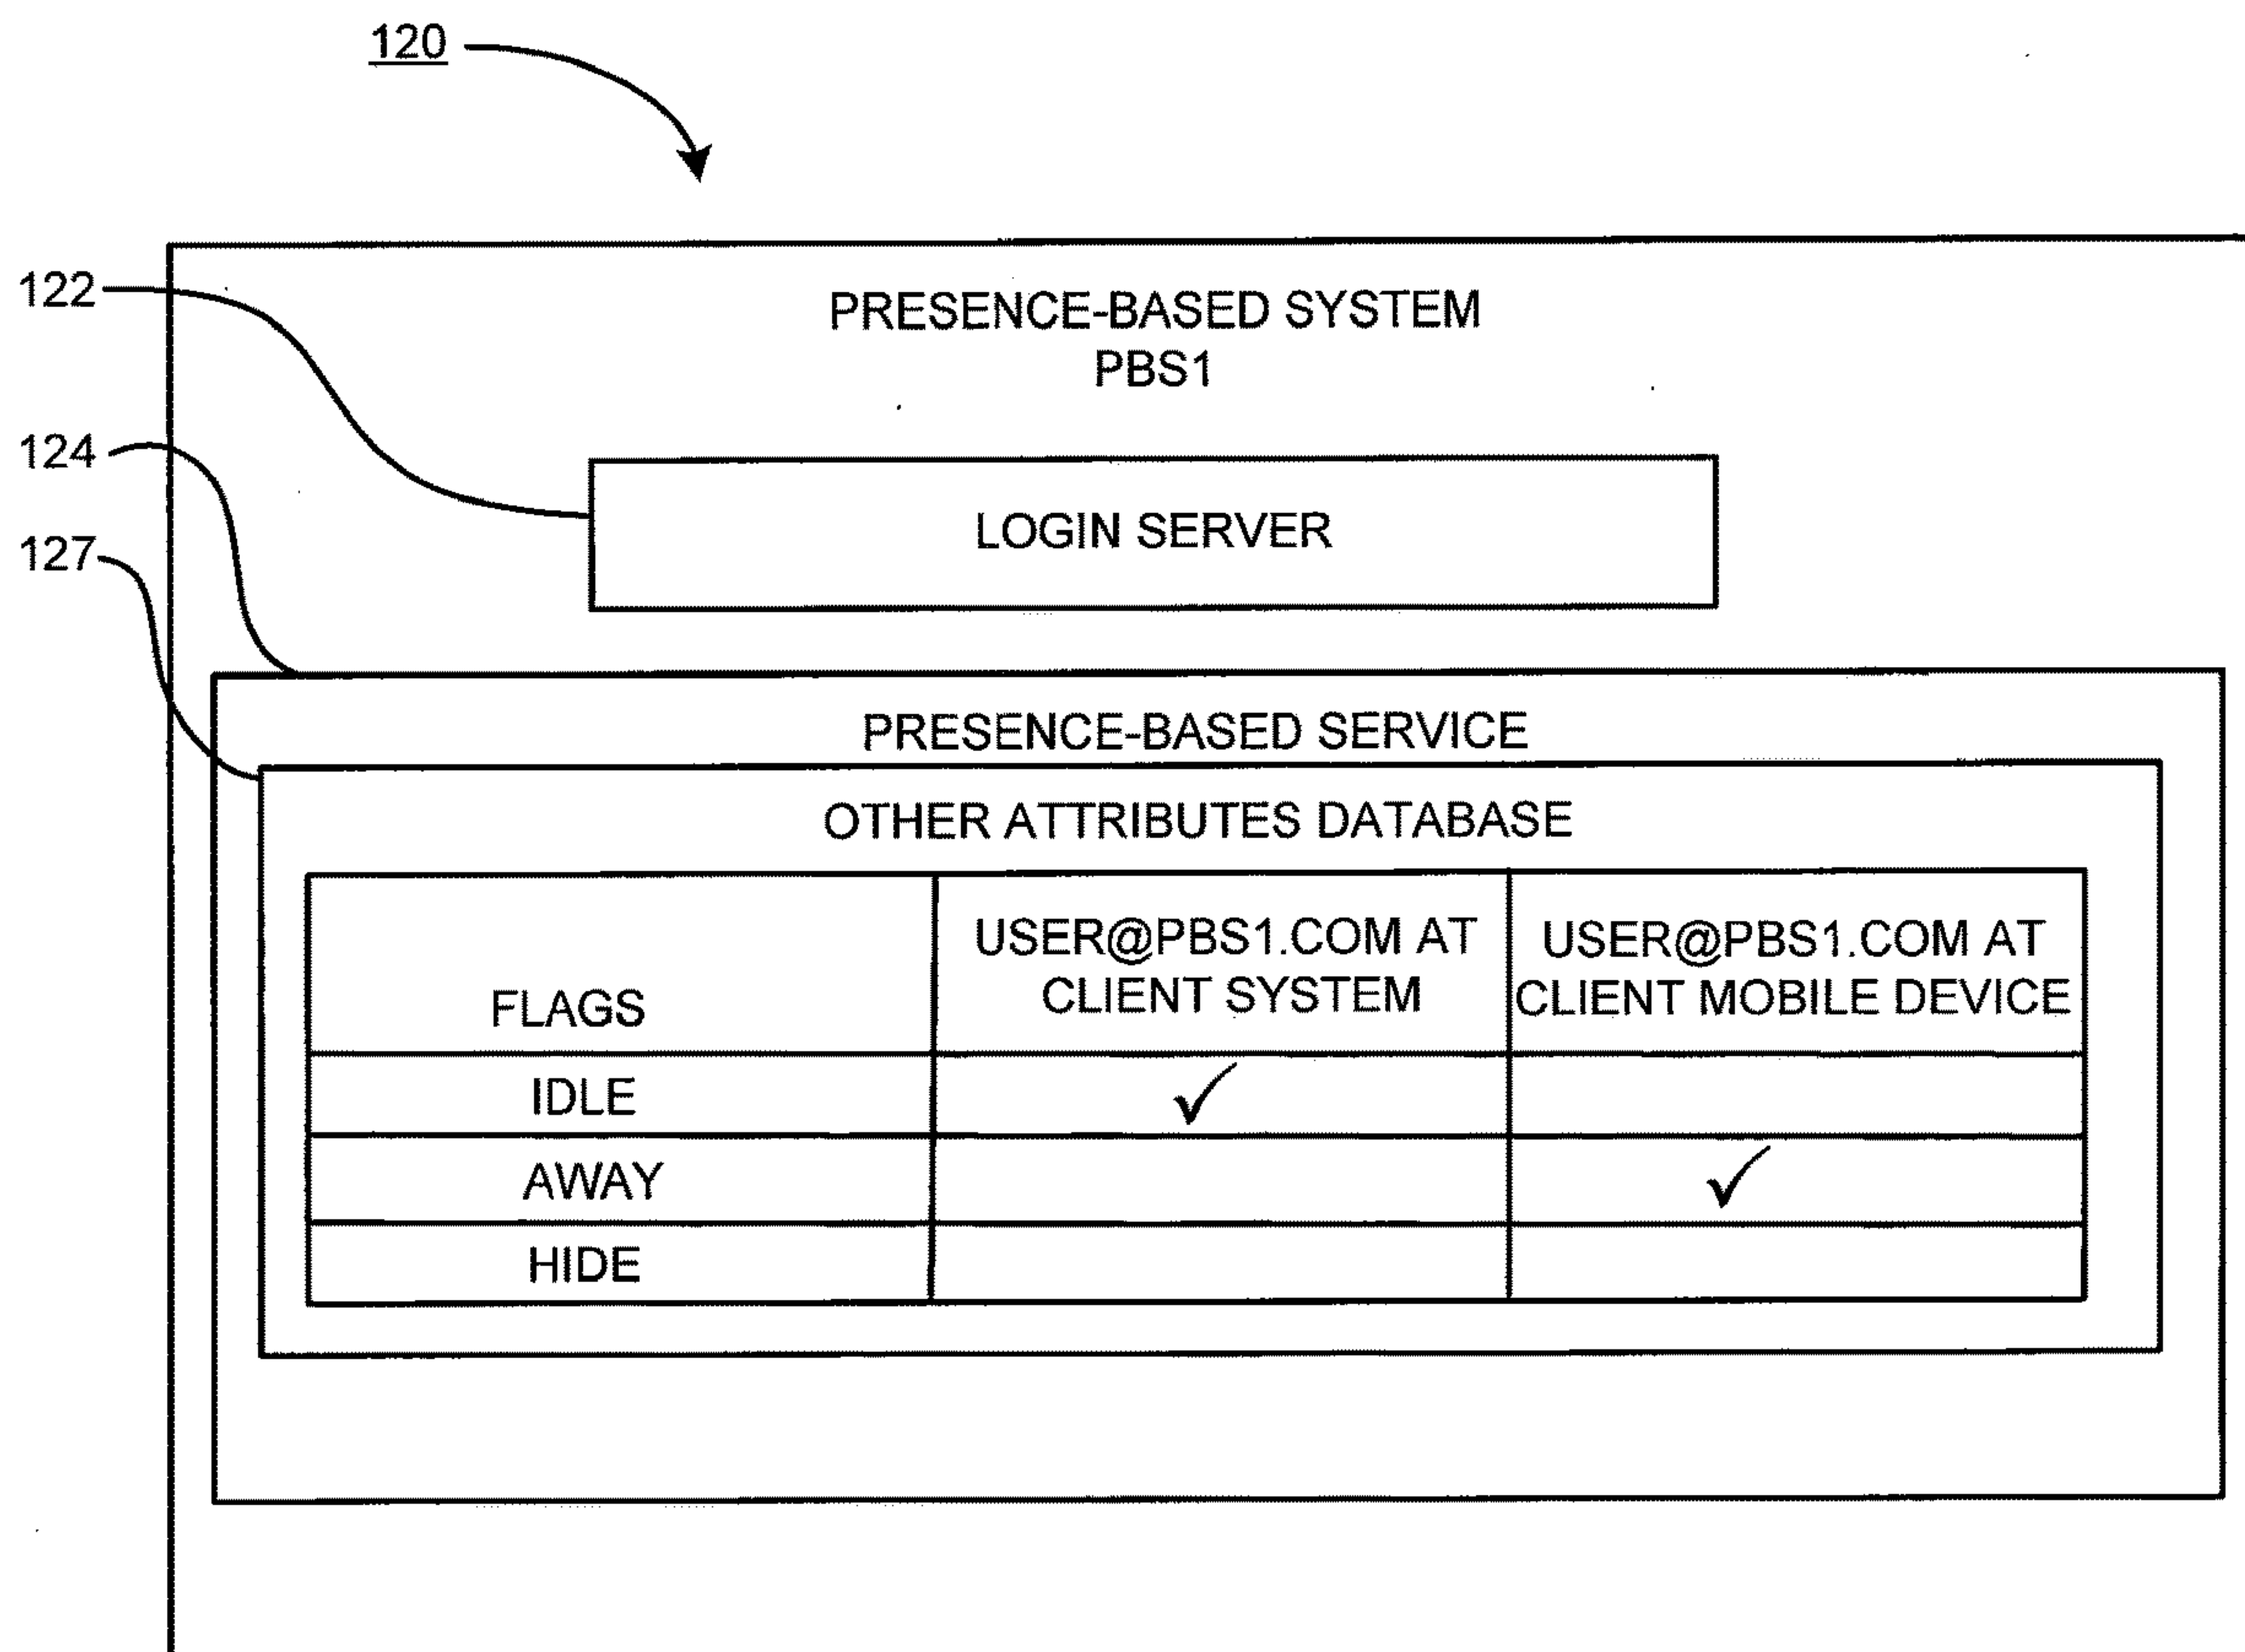 120
122
PRESENCE-BASED SYSTEM
PBS1
124
LOGIN SERVER
127
PRESENCE-BASED SERVICE
OTHER ATTRIBUTES DATABASE
FLAGS
USER@PBS1.COM AT
CLIENT SYSTEM
USER@PBS1.COM AT
CLIENT MOBILE DEVICE
IDLE ✓
AWAY ✓
HIDE